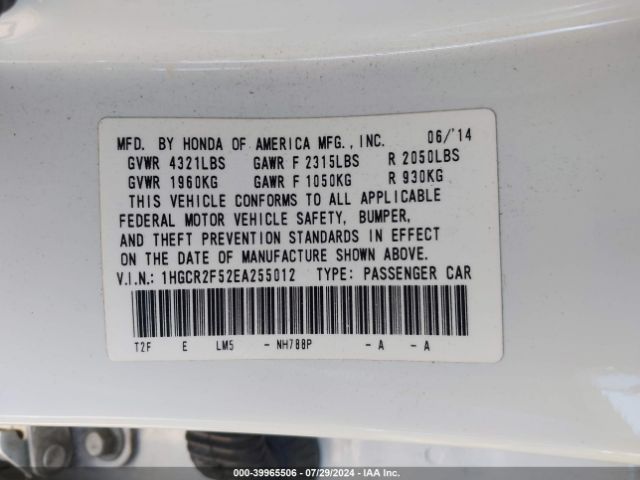 MFD. BY HONDA OF AMERICA MFG., INC. 06/'14
GVWR 4321LBS GAWR F 2315LBS R 2050LBS
GVWR 1960KG GAWR F 1050KG R 930KG
THIS VEHICLE CONFORMS TO ALL APPLICABLE
FEDERAL MOTOR VEHICLE SAFETY, BUMPER,
AND THEFT PREVENTION STANDARDS IN EFFECT
ON THE DATE OF MANUFACTURE SHOWN ABOVE.
V.I.N.: 1HGCR2F52EA255012 TYPE: PASSENGER CAR
T2F E LM5 - NH788P - A - A
000-39965506 / 07/29/2024 - IAA Inc.